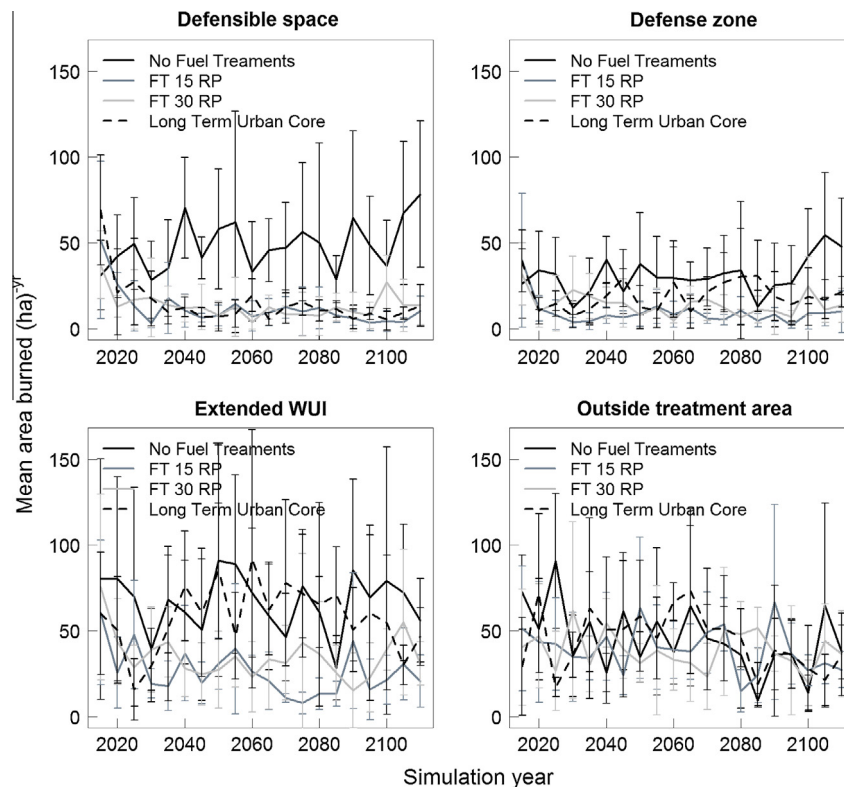 Defensible space
Defense zone
150
100
50
0
No Fuel Treaments
FT 15 RP
FT 30 RP
Long Term Urban Core
2020 2040 2060 2080 2100
150
100
50
0
No Fuel Treaments
FT 15 RP
FT 30 RP
Long Term Urban Core
2020 2040 2060 2080 2100
Extended WUI
Outside treatment area
150
100
50
0
No Fuel Treaments
FT 15 RP
FT 30 RP
Long Term Urban Core
2020 2040 2060 2080 2100
150
100
50
0
No Fuel Treaments
FT 15 RP
FT 30 RP
Long Term Urban Core
2020 2040 2060 2080 2100
Mean area burned (ha)-yr
Simulation year